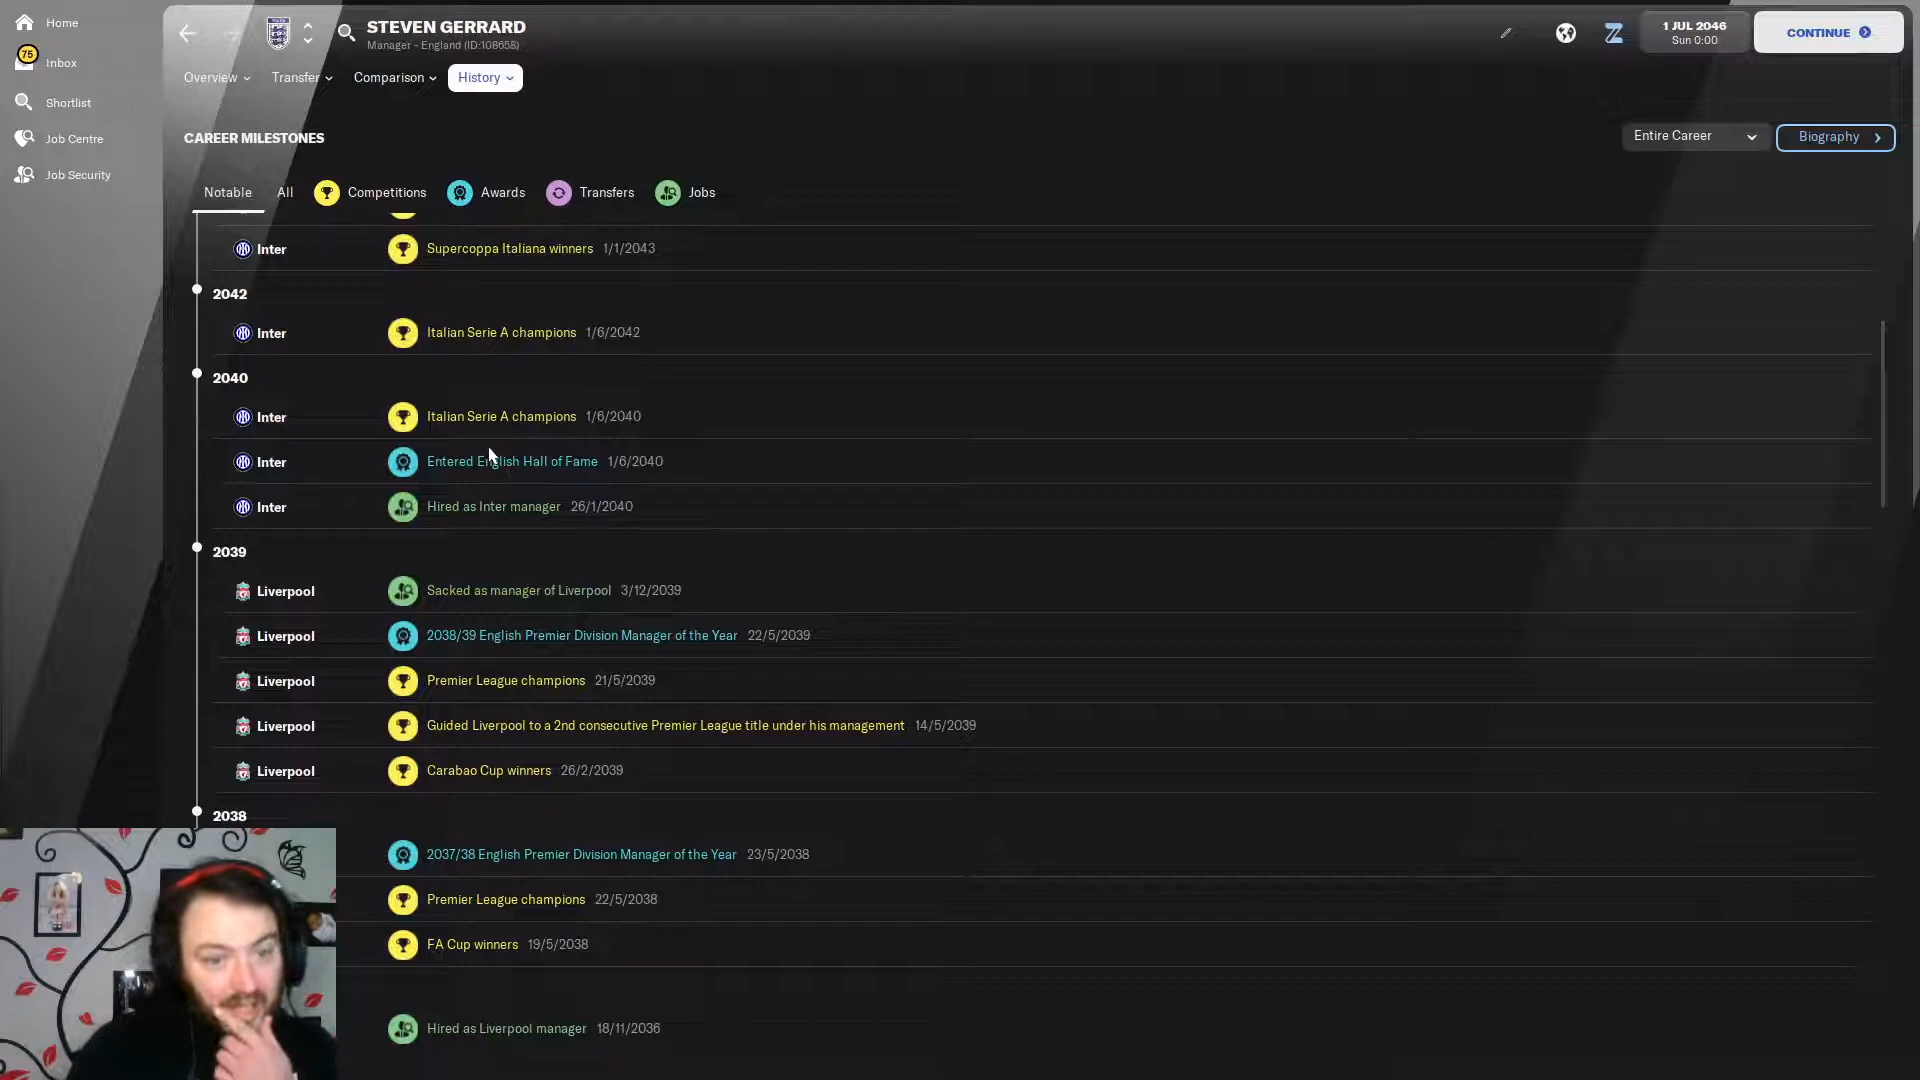 Home
75
Inbox
Shortlist
Job Centre
Job Security
STEVEN GERRARD
Manager - England (ID:108658)
1 JUL 2046
Sun 0:00
CONTINUE
Overview
Transfer
Comparison
History
CAREER MILESTONES
Entire Career
Biography
Notable
All
Competitions
Awards
Transfers
Jobs
Inter Supercoppa Italiana winners 1/1/2043
2042
Inter Italian Serie A champions 1/6/2042
2040
Inter Italian Serie A champions 1/6/2040
Inter Entered English Hall of Fame 1/6/2040
Inter Hired as Inter manager 26/1/2040
2039
Liverpool Sacked as manager of Liverpool 3/12/2039
Liverpool 2038/39 English Premier Division Manager of the Year 22/5/2039
Liverpool Premier League champions 21/5/2039
Liverpool Guided Liverpool to a 2nd consecutive Premier League title under his management 14/5/2039
Liverpool Carabao Cup winners 26/2/2039
2038
2037/38 English Premier Division Manager of the Year 23/5/2038
Premier League champions 22/5/2038
FA Cup winners 19/5/2038
Hired as Liverpool manager 18/11/2036